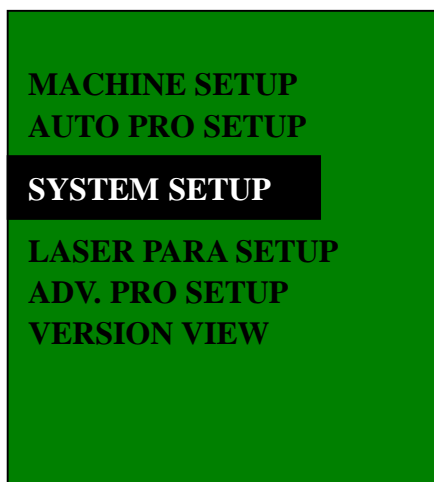 MACHINE SETUP
AUTO PRO SETUP
SYSTEM SETUP
LASER PARA SETUP
ADV. PRO SETUP
VERSION VIEW